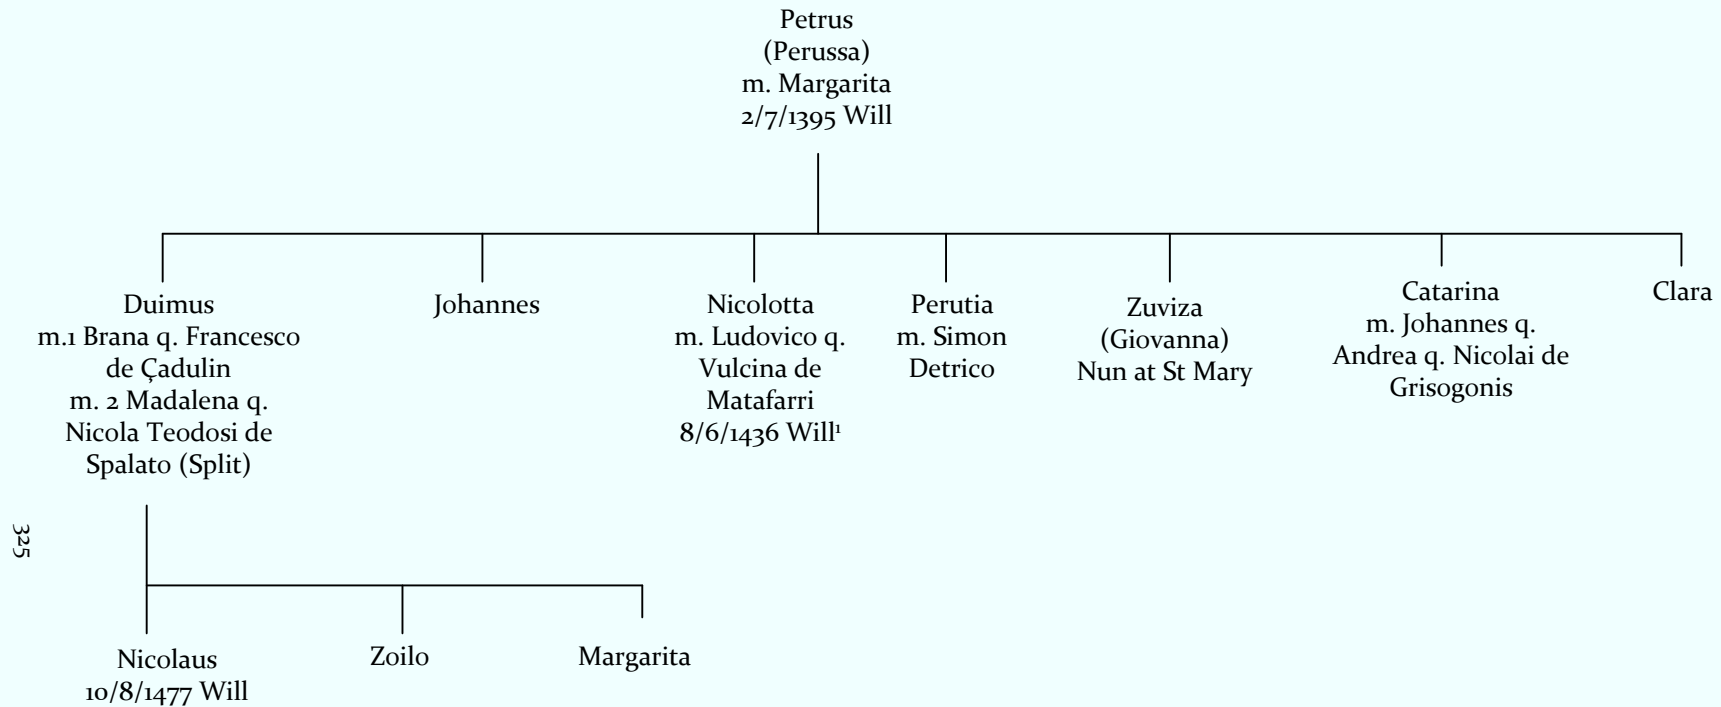 Petrus
(Perussa)
m. Margarita
2/7/1395 Will
Duimus
m.1 Brana q. Francesco
de Çadulin
m. 2 Madalena q.
Nicola Teodosi de
Spalato (Split)
Johannes
Nicolotta
m. Ludovico q.
Vulcina de
Matafarri
8/6/1436 Will¹
Perutia
m. Simon
Detrico
Zuviza
(Giovanna)
Nun at St Mary
Catarina
m. Johannes q.
Andrea q. Nicolai de
Grisogonis
Clara
325
Nicolaus
10/8/1477 Will
Zoilo
Margarita